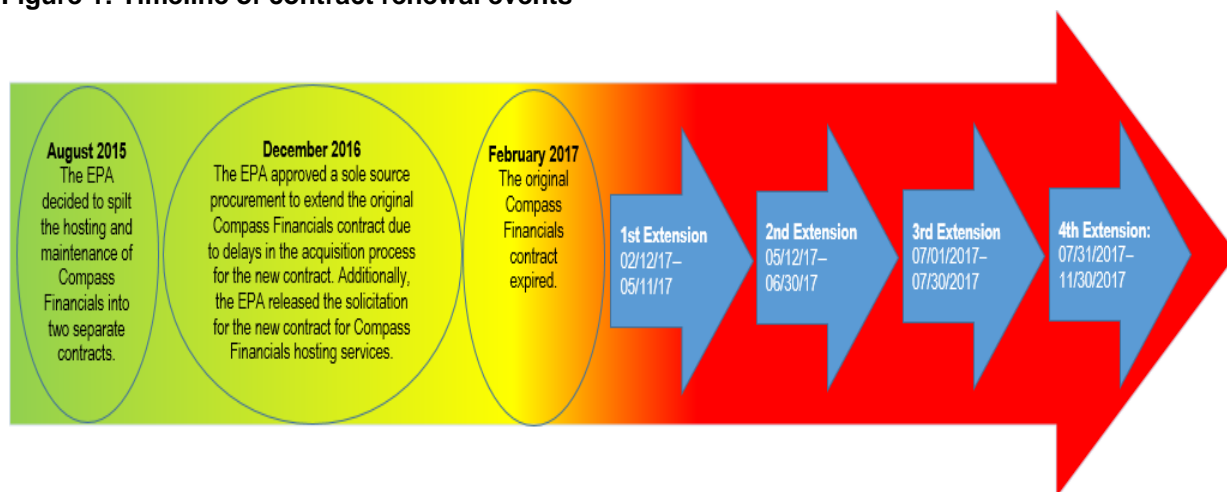 Figure 1: Timeline of contract renewal events
August 2015
The EPA
decided to spilt
the hosting and
maintenance of
Compass
Financials into
two separate
contracts.
December 2016
The EPA approved a sole source
procurement to extend the original
Compass Financials contract due
to delays in the acquisition process
for the new contract. Additionally,
the EPA released the solicitation
for the new contract for Compass
Financials hosting services.
February 2017
The original
Compass
Financials
contract
expired.
1st Extension
02/12/17–
05/11/17
2nd Extension
05/12/17–
06/30/17
3rd Extension
07/01/2017–
07/30/2017
4th Extension:
07/31/2017–
11/30/2017